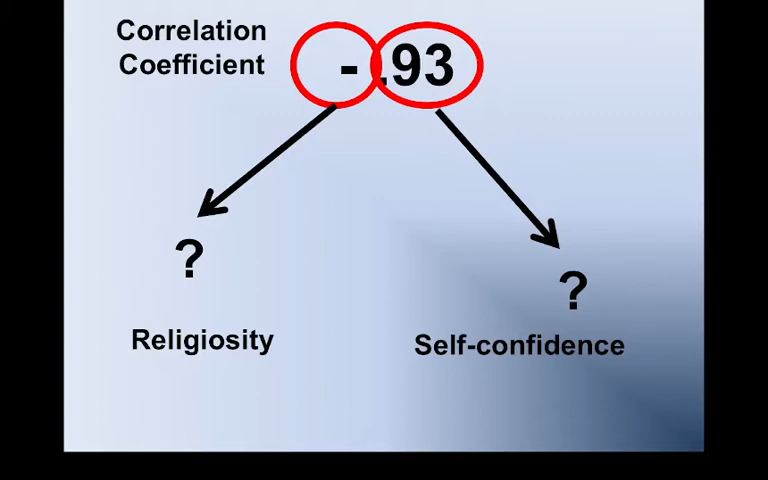 Correlation
Coefficient
- .93
?
?
Religiosity
Self-confidence